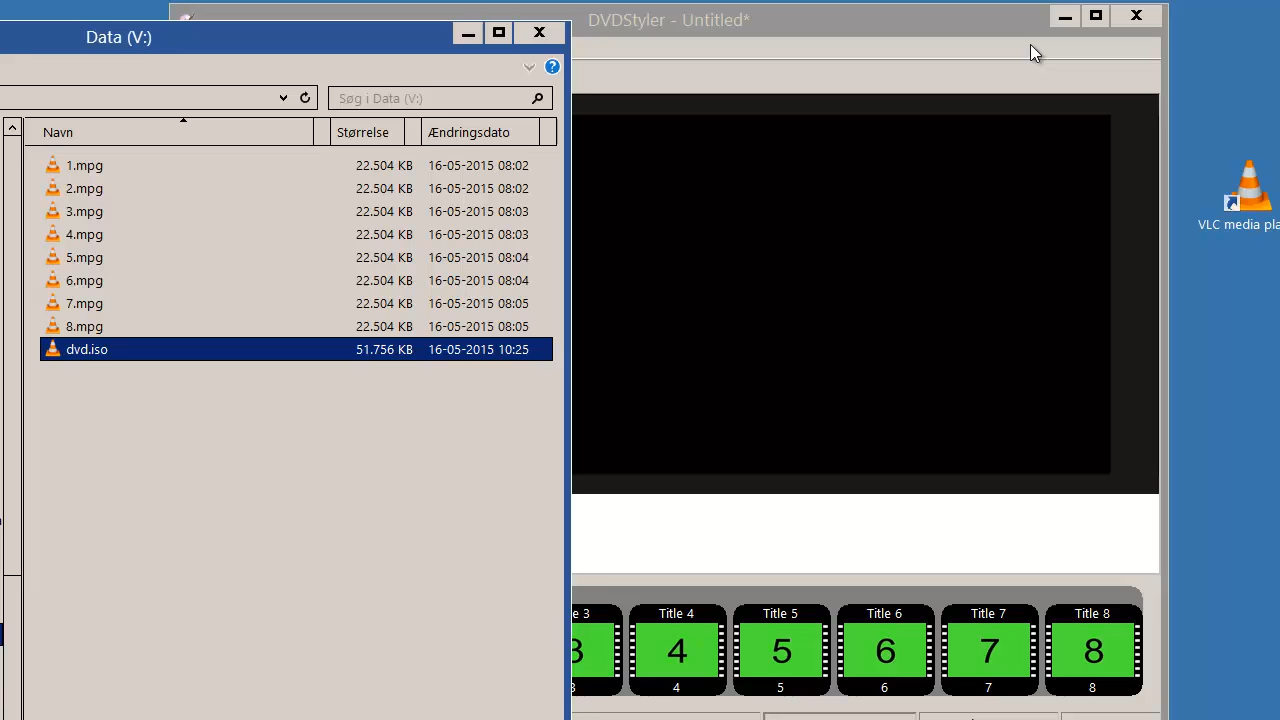 DVDStyler - Untitled*
Data (V:)
Søg i Data (V:)
Navn Størrelse Ændringsdato
1.mpg 22.504 KB 16-05-2015 08:02
2.mpg 22.504 KB 16-05-2015 08:02
3.mpg 22.504 KB 16-05-2015 08:03
4.mpg 22.504 KB 16-05-2015 08:03
5.mpg 22.504 KB 16-05-2015 08:04
6.mpg 22.504 KB 16-05-2015 08:04
7.mpg 22.504 KB 16-05-2015 08:05
8.mpg 22.504 KB 16-05-2015 08:05
dvd.iso 51.756 KB 16-05-2015 10:25
VLC media pla
e 3 Title 4 Title 5 Title 6 Title 7 Title 8
3 4 5 6 7 8
3 4 5 6 7 8